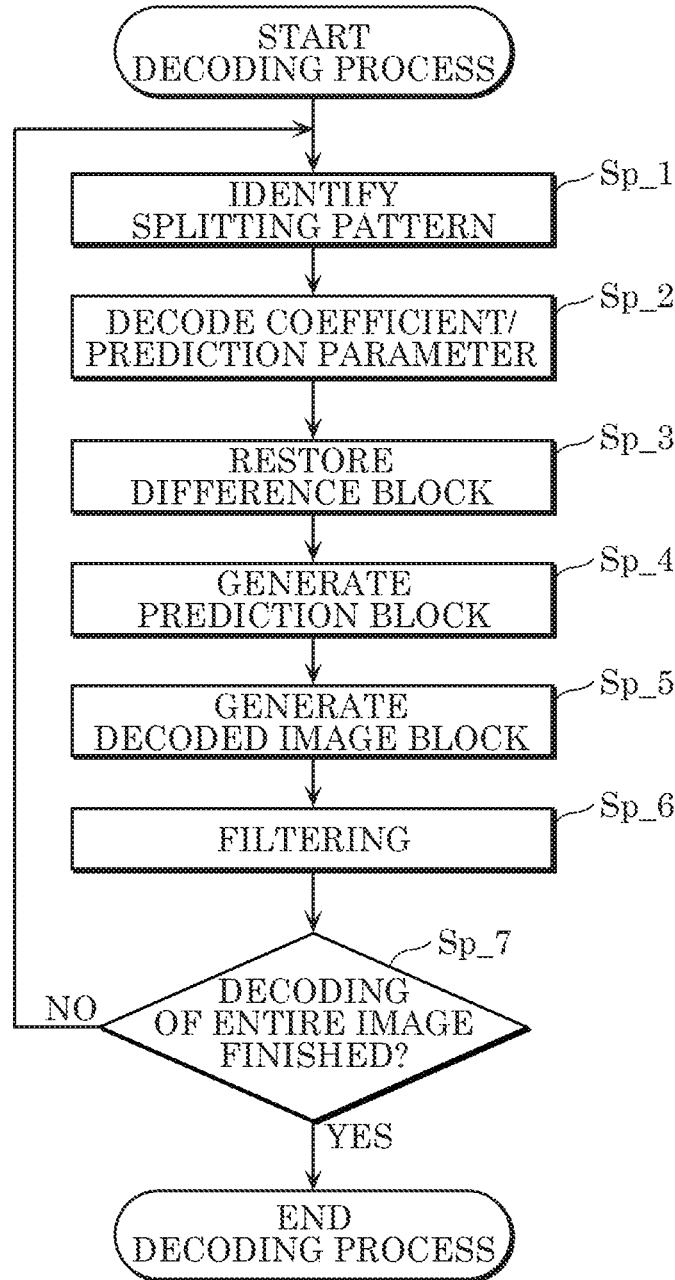 START
DECODING PROCESS
Sp_1
IDENTIFY
SPLITTING PATTERN
Sp_2
DECODE COEFFICIENT/
PREDICTION PARAMETER
Sp_3
RESTORE
DIFFERENCE BLOCK
Sp_4
GENERATE
PREDICTION BLOCK
Sp_5
GENERATE
DECODED IMAGE BLOCK
Sp_6
FILTERING
Sp_7
DECODING
OF ENTIRE IMAGE
FINISHED?
NO
YES
END
DECODING PROCESS